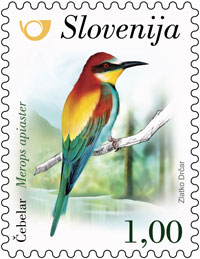 Slovenija
Čebelar Merops apiaster
Zlatko Drčar
1,00